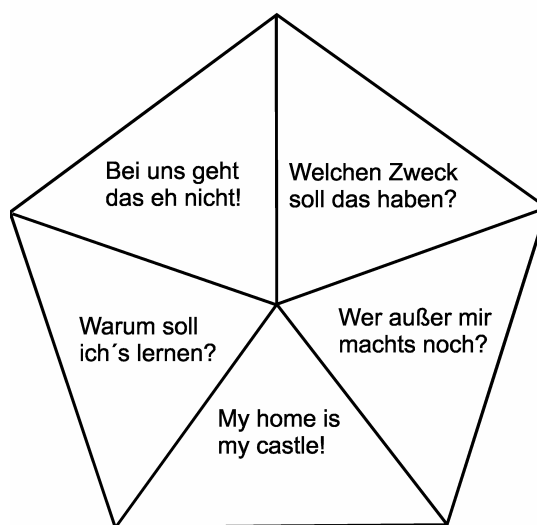 Bei uns geht
das eh nicht!
Welchen Zweck
soll das haben?
Warum soll
ich´s lernen?
Wer außer mir
machts noch?
My home is
my castle!